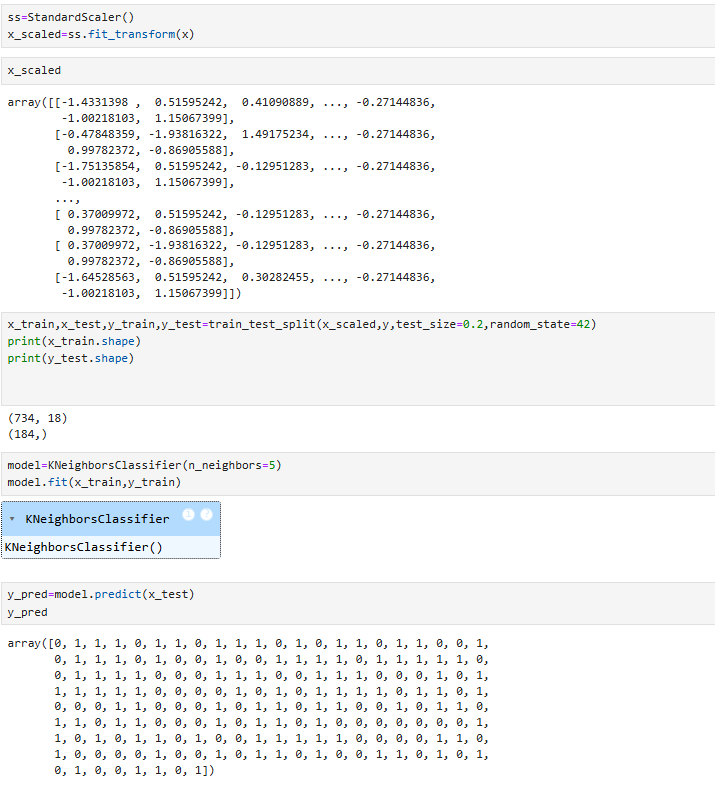 ss=StandardScaler()
x_scaled=ss.fit_transform(x)
x_scaled
array([[-1.4331398 ,  0.51595242,  0.41090889, ..., -0.27144836,
        -1.00218103,  1.15067399],
       [-0.47848359, -1.93816322,  1.49175234, ..., -0.27144836,
         0.99782372, -0.86905588],
       [-1.75135854,  0.51595242, -0.12951283, ..., -0.27144836,
        -1.00218103,  1.15067399],
       ...,
       [ 0.37009972,  0.51595242, -0.12951283, ..., -0.27144836,
         0.99782372, -0.86905588],
       [ 0.37009972, -1.93816322, -0.12951283, ..., -0.27144836,
         0.99782372, -0.86905588],
       [-1.64528563,  0.51595242,  0.30282455, ..., -0.27144836,
        -1.00218103,  1.15067399]])
x_train,x_test,y_train,y_test=train_test_split(x_scaled,y,test_size=0.2,random_state=42)
print(x_train.shape)
print(y_test.shape)
(734, 18)
(184,)
model=KNeighborsClassifier(n_neighbors=5)
model.fit(x_train,y_train)
▾ KNeighborsClassifier i ?
KNeighborsClassifier()
y_pred=model.predict(x_test)
y_pred
array([0, 1, 1, 1, 0, 1, 1, 0, 1, 1, 1, 0, 1, 0, 1, 1, 0, 1, 1, 0, 0, 1,
       0, 1, 1, 1, 0, 1, 0, 0, 1, 0, 0, 1, 1, 1, 1, 0, 1, 1, 1, 1, 1, 0,
       0, 1, 1, 1, 1, 0, 0, 0, 1, 1, 1, 0, 0, 1, 1, 1, 0, 0, 0, 1, 0, 1,
       1, 1, 1, 1, 1, 0, 0, 0, 0, 1, 0, 1, 0, 1, 1, 1, 1, 0, 1, 1, 0, 1,
       0, 0, 0, 1, 1, 0, 0, 0, 1, 0, 1, 1, 0, 1, 1, 0, 0, 1, 0, 1, 1, 0,
       1, 1, 0, 1, 1, 0, 0, 0, 1, 0, 1, 1, 0, 1, 0, 0, 0, 0, 0, 0, 0, 1,
       1, 0, 1, 0, 1, 1, 0, 1, 0, 0, 1, 1, 1, 1, 1, 0, 0, 0, 0, 1, 1, 0,
       1, 0, 0, 0, 0, 1, 0, 0, 1, 0, 1, 1, 0, 1, 0, 0, 1, 1, 0, 1, 0, 1,
       0, 1, 0, 0, 1, 1, 0, 1])